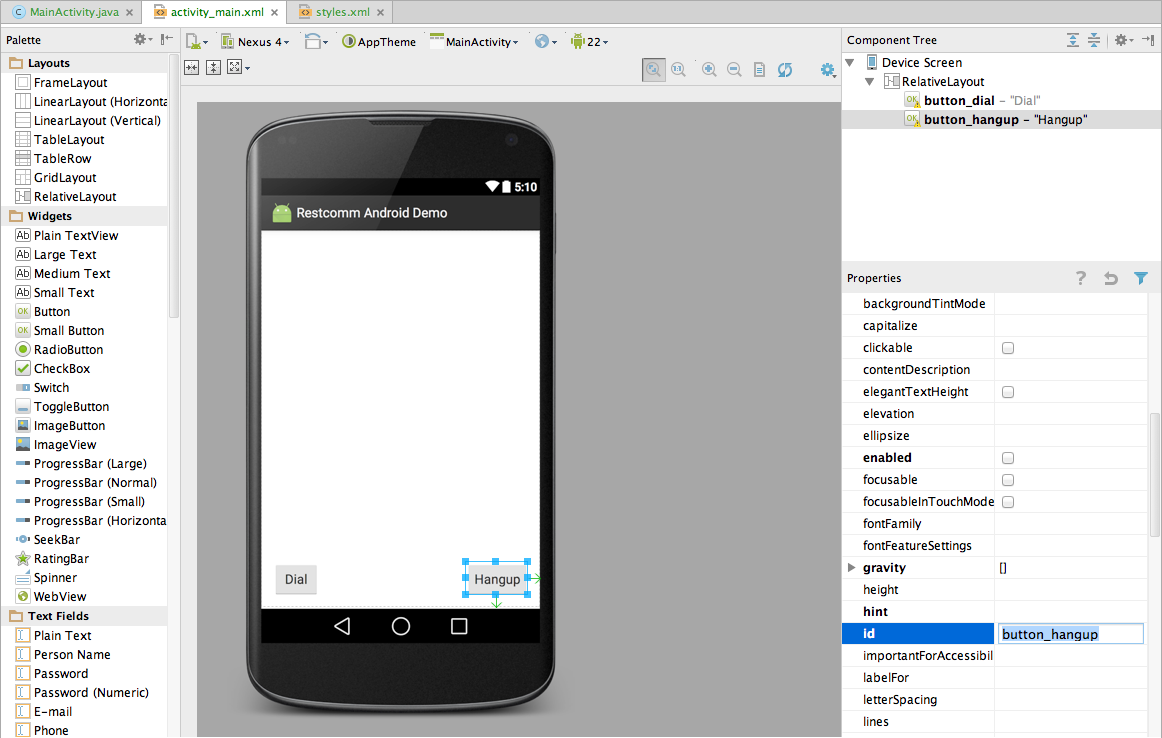 MainActivity.java
activity_main.xml
styles.xml
Palette
Nexus 4
AppTheme
MainActivity
22
Component Tree
Layouts
FrameLayout
LinearLayout (Horizonta
LinearLayout (Vertical)
TableLayout
TableRow
GridLayout
RelativeLayout
Widgets
Plain TextView
Large Text
Medium Text
Small Text
Button
Small Button
RadioButton
CheckBox
Switch
ToggleButton
ImageButton
ImageView
ProgressBar (Large)
ProgressBar (Normal)
ProgressBar (Small)
ProgressBar (Horizonta
SeekBar
RatingBar
Spinner
WebView
Text Fields
Plain Text
Person Name
Password
Password (Numeric)
E-mail
Phone
5:10
Restcomm Android Demo
Dial
Hangup
Device Screen
RelativeLayout
button_dial - "Dial"
button_hangup - "Hangup"
Properties
backgroundTintMode
capitalize
clickable
contentDescription
elegantTextHeight
elevation
ellipsize
enabled
focusable
focusableInTouchMode
fontFamily
fontFeatureSettings
gravity []
height
hint
id button_hangup
importantForAccessibil
labelFor
letterSpacing
lines